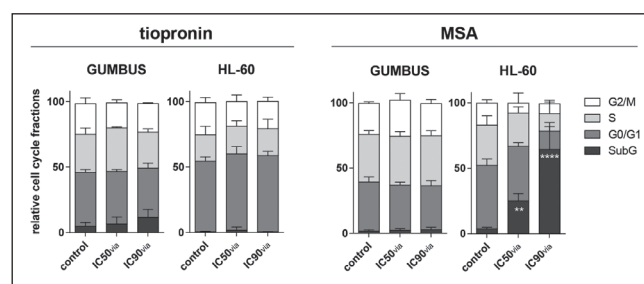 tiopronin
MSA
GUMBUS
HL-60
GUMBUS
HL-60
relative cell cycle fractions
100
50
0
control
IC50via
IC90via
100
50
0
control
IC50via
IC90via
100
50
0
control
IC50via
IC90via
100
50
0
**
****
control
IC50via
IC90via
G2/M
S
G0/G1
SubG